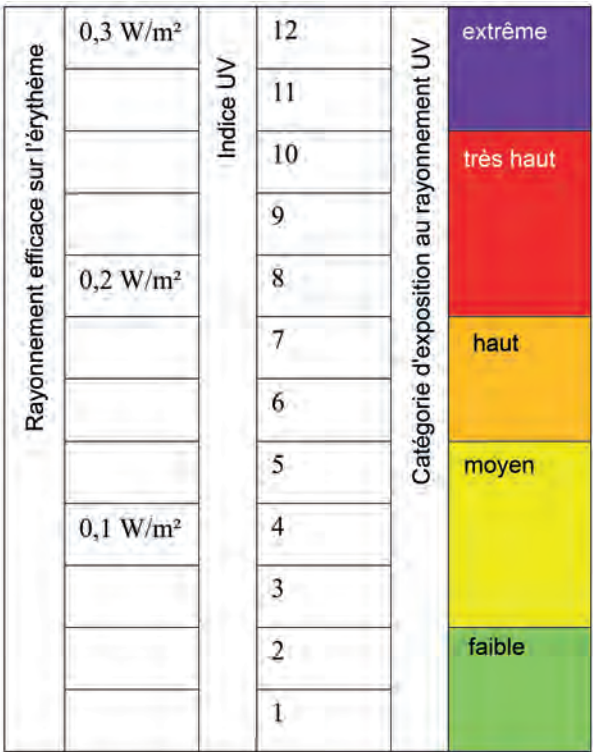 Rayonnement efficace sur l'érythème
0,3 W/m²
0,2 W/m²
0,1 W/m²
Indice UV
12
11
10
9
8
7
6
5
4
3
2
1
Catégorie d'exposition au rayonnement UV
extrême
très haut
haut
moyen
faible